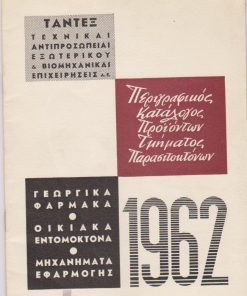 ΤΑΝΤΕΞ
ΤΕΧΝΙΚΑΙ
ΑΝΤΙΠΡΟΣΩΠΕΙΑΙ
ΕΞΩΤΕΡΙΚΟΥ
& ΒΙΟΜΗΧΑΝΙΚΑΙ
ΕΠΙΧΕΙΡΗΣΕΙΣ Α.Ε.
Περιγραφικός
Κατάλογος
Προϊόντων
Τμήματος
Παρασιτοκτόνων
ΓΕΩΡΓΙΚΑ
ΦΑΡΜΑΚΑ
ΟΙΚΙΑΚΑ
ΕΝΤΟΜΟΚΤΟΝΑ
ΜΗΧΑΝΗΜΑΤΑ
ΕΦΑΡΜΟΓΗΣ
1962